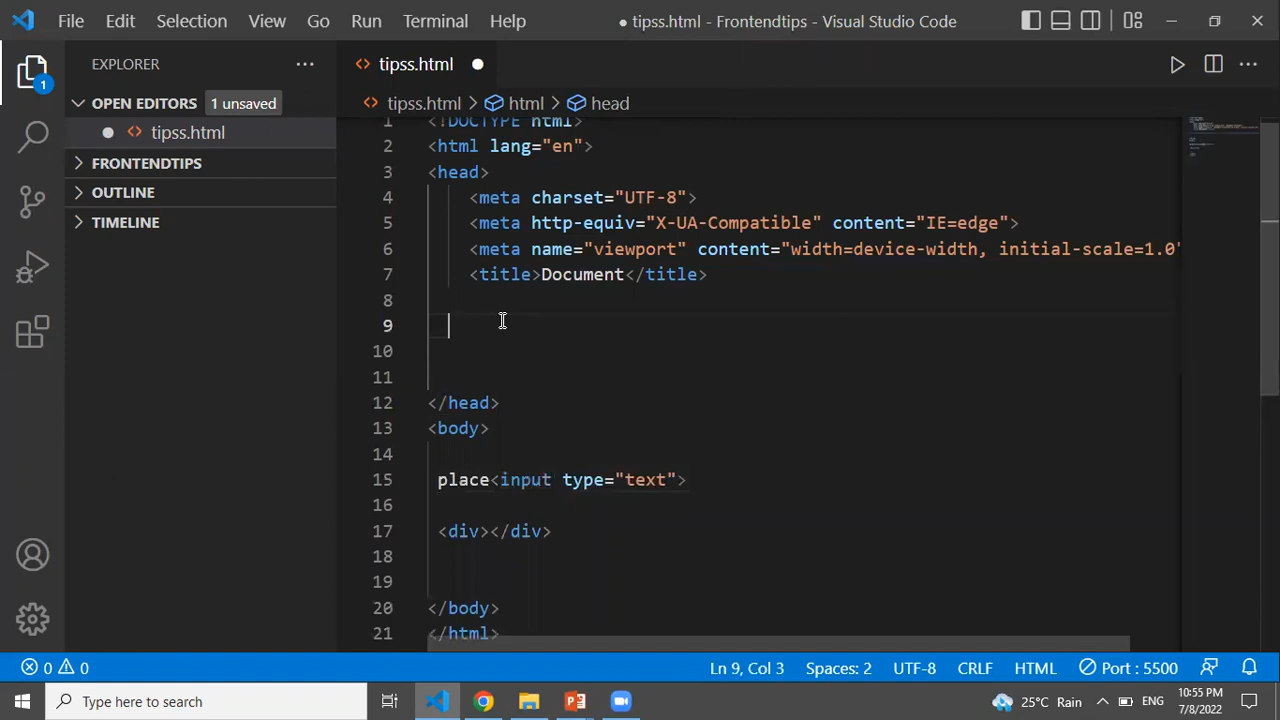 File Edit Selection View Go Run Terminal Help ● tipss.html - Frontendtips - Visual Studio Code
EXPLORER ···
tipss.html ●
1
OPEN EDITORS 1 unsaved
● tipss.html
FRONTENDTIPS
OUTLINE
TIMELINE
tipss.html > html > head
1 <!DOCTYPE html>
2 <html lang="en">
3 <head>
4 <meta charset="UTF-8">
5 <meta http-equiv="X-UA-Compatible" content="IE=edge">
6 <meta name="viewport" content="width=device-width, initial-scale=1.0"
7 <title>Document</title>
8
9
10
11
12 </head>
13 <body>
14
15 place<input type="text">
16
17 <div></div>
18
19
20 </body>
21 </html>
0 0 Ln 9, Col 3 Spaces: 2 UTF-8 CRLF HTML Port : 5500
Type here to search 25°C Rain ENG 10:55 PM
7/8/2022